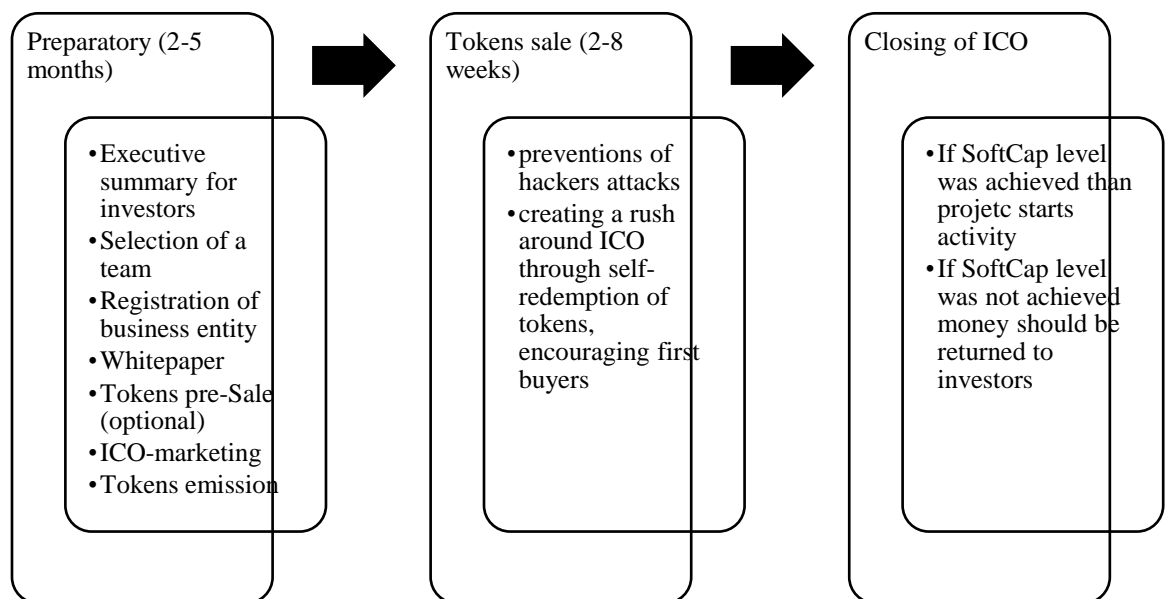 Preparatory (2-5
months)
•Executive
summary for
investors
•Selection of a
team
•Registration of
business entity
•Whitepaper
•Tokens pre-Sale
(optional)
•ICO-marketing
•Tokens emission
Tokens sale (2-8
weeks)
•preventions of
hackers attacks
•creating a rush
around ICO
through self-
redemption of
tokens,
encouraging first
buyers
Closing of ICO
•If SoftCap level
was achieved than
projetc starts
activity
•If SoftCap level
was not achieved
money should be
returned to
investors